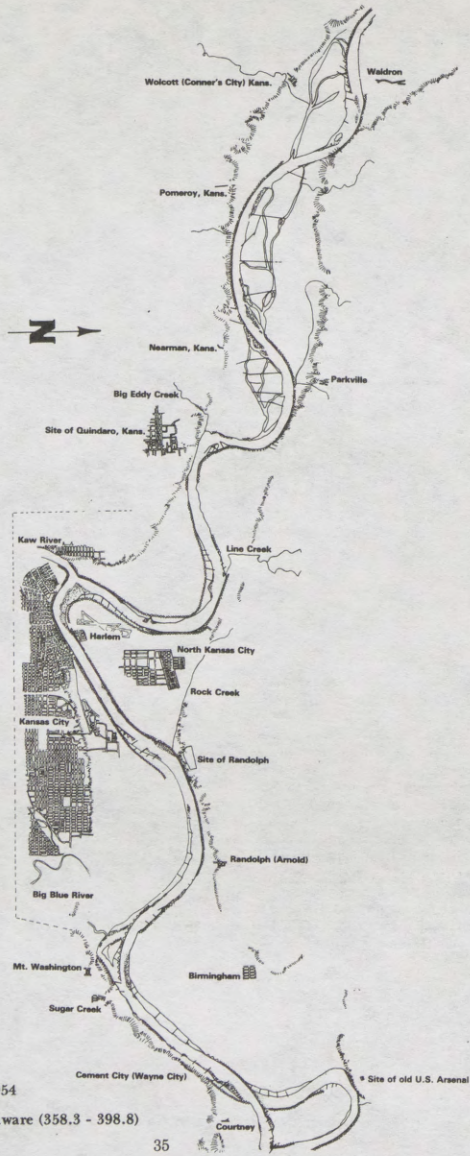 Waldron
Wolcott (Conner's City) Kans.
Pomeroy, Kans.
N
Nearman, Kans.
Parkville
Big Eddy Creek
Site of Quindaro, Kans.
Kaw River
Line Creek
Harlem
North Kansas City
Rock Creek
Kansas City
Site of Randolph
Randolph (Arnold)
Big Blue River
Mt. Washington
Birmingham
Sugar Creek
Cement City (Wayne City)
Site of old U.S. Arsenal
54
ware (358.3 - 398.8)
Courtney
35